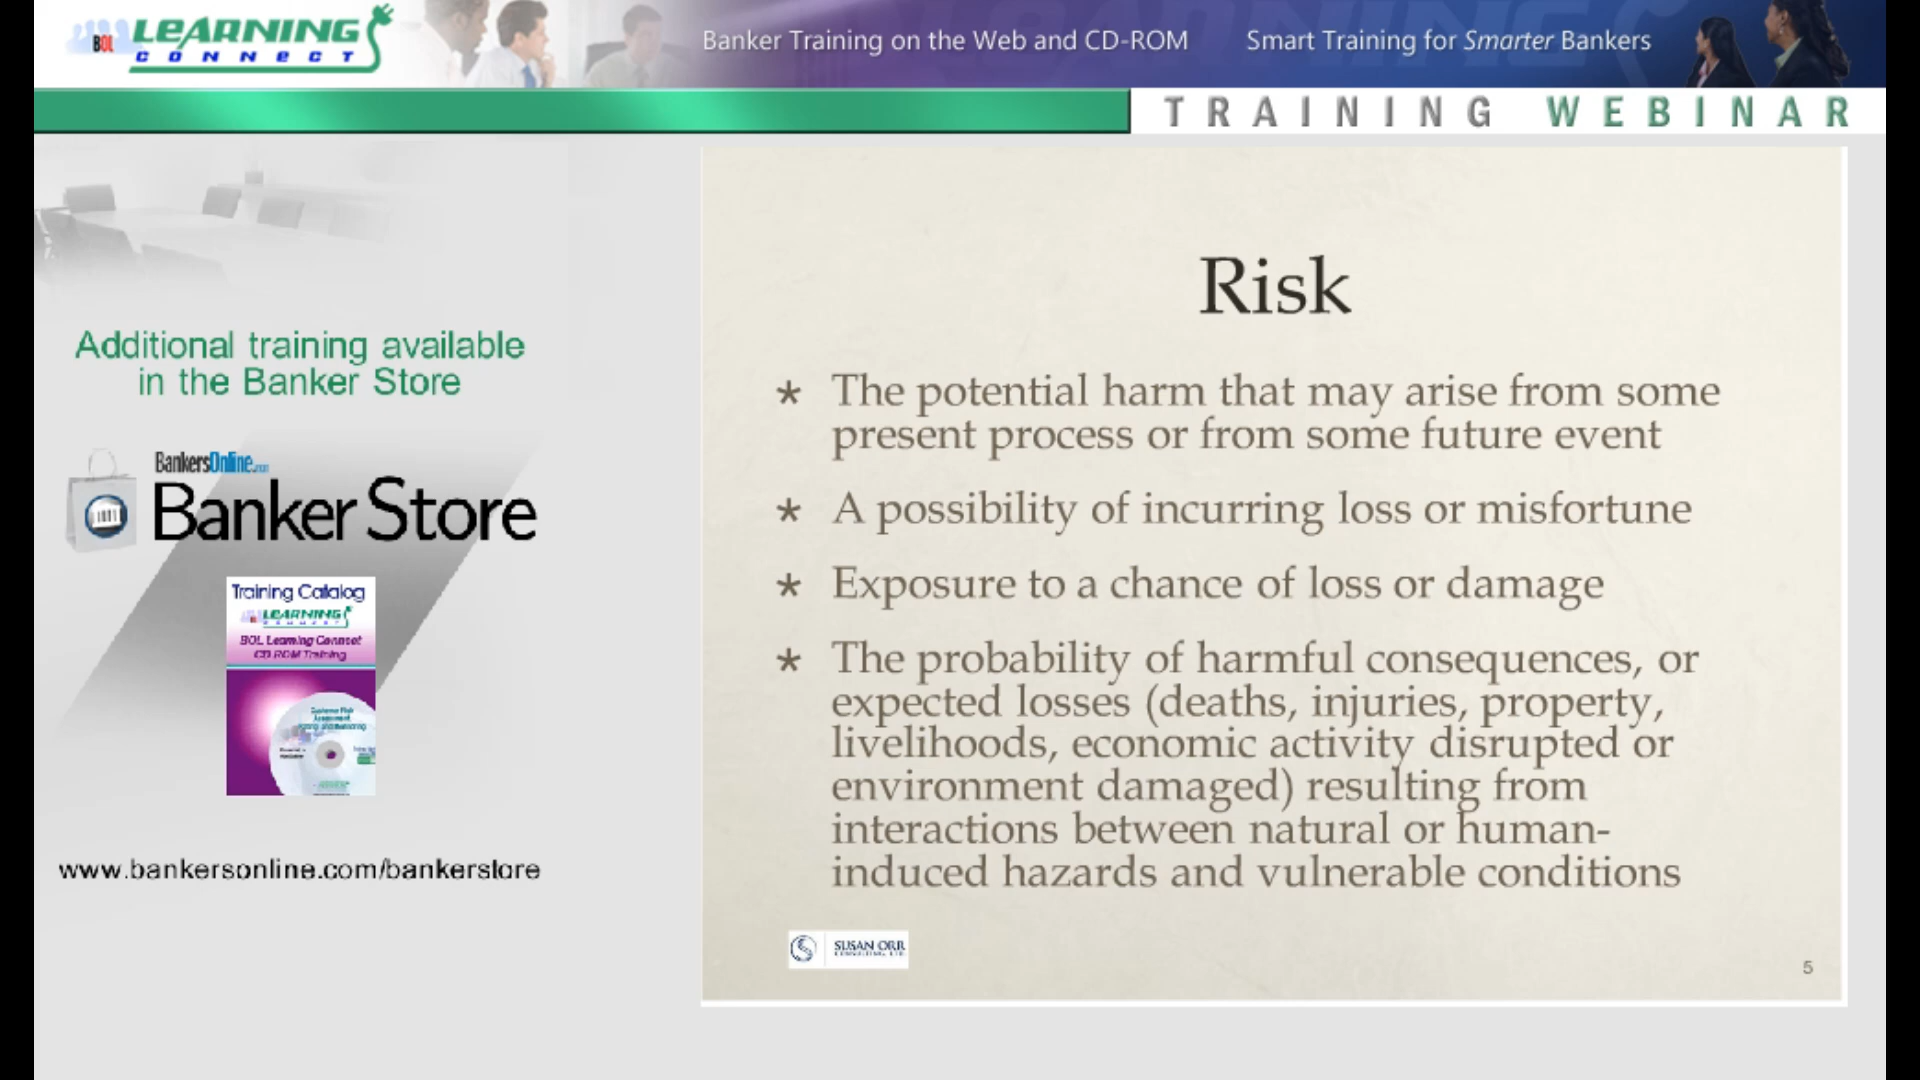 BOL LEARNING
CONNECT
Banker Training on the Web and CD-ROM
Smart Training for Smarter Bankers
TRAINING WEBINAR
Additional training available
in the Banker Store
BankersOnline.com
Banker Store
Training Catalog
LEARNING
CONNECT
BOL Learning Connect
CD ROM Training
www.bankersonline.com/bankerstore
Risk
* The potential harm that may arise from some
present process or from some future event
* A possibility of incurring loss or misfortune
* Exposure to a chance of loss or damage
* The probability of harmful consequences, or
expected losses (deaths, injuries, property,
livelihoods, economic activity disrupted or
environment damaged) resulting from
interactions between natural or human-
induced hazards and vulnerable conditions
SUSAN ORR
CONSULTING, LTD.
5